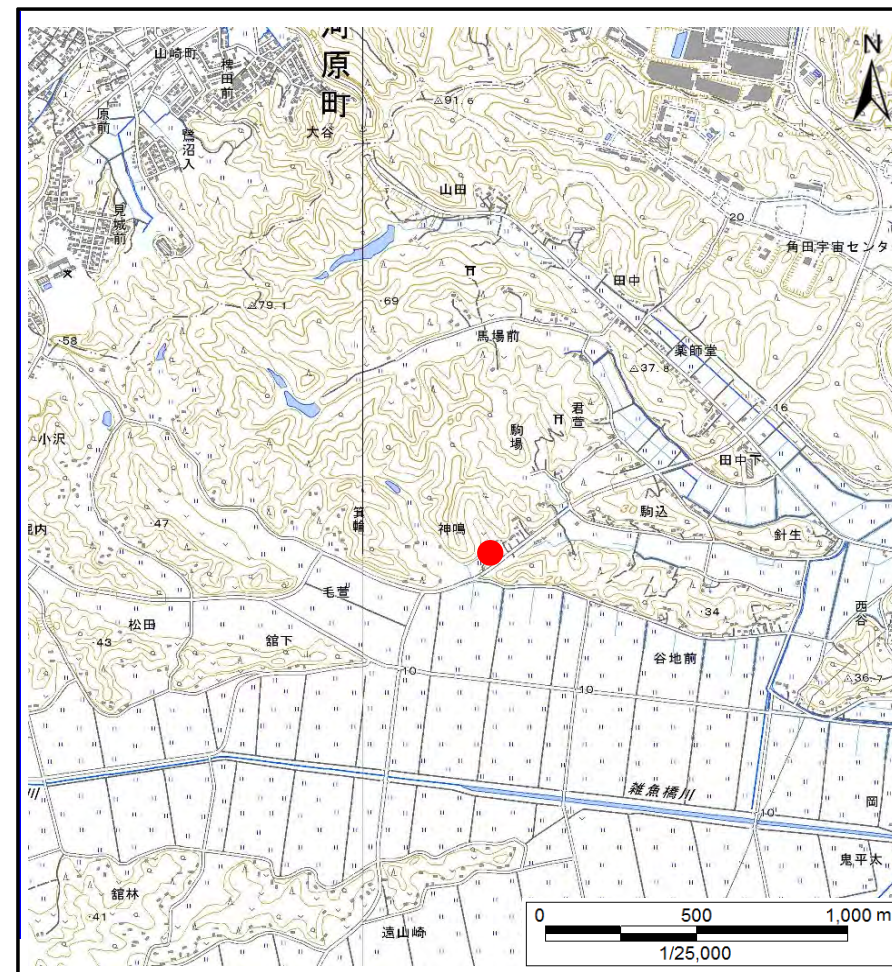 河原町
山崎町
稗田前
原前
鷺沼入
見城前
大谷
91.6
N
山田
20
角田宇宙センタ
田中
79.1
69
58
馬場前
薬師堂
37.8
16
小沢
君萱
駒場
田中下
47
箕輪
神鳴
30
駒込
針生
毛萱
松田
43
舘下
34
西谷
谷地前
36.7
10
10
雑魚橋川
川
10
岡
鬼平太
舘林
41
遠山崎
0 500 1,000 m
1/25,000